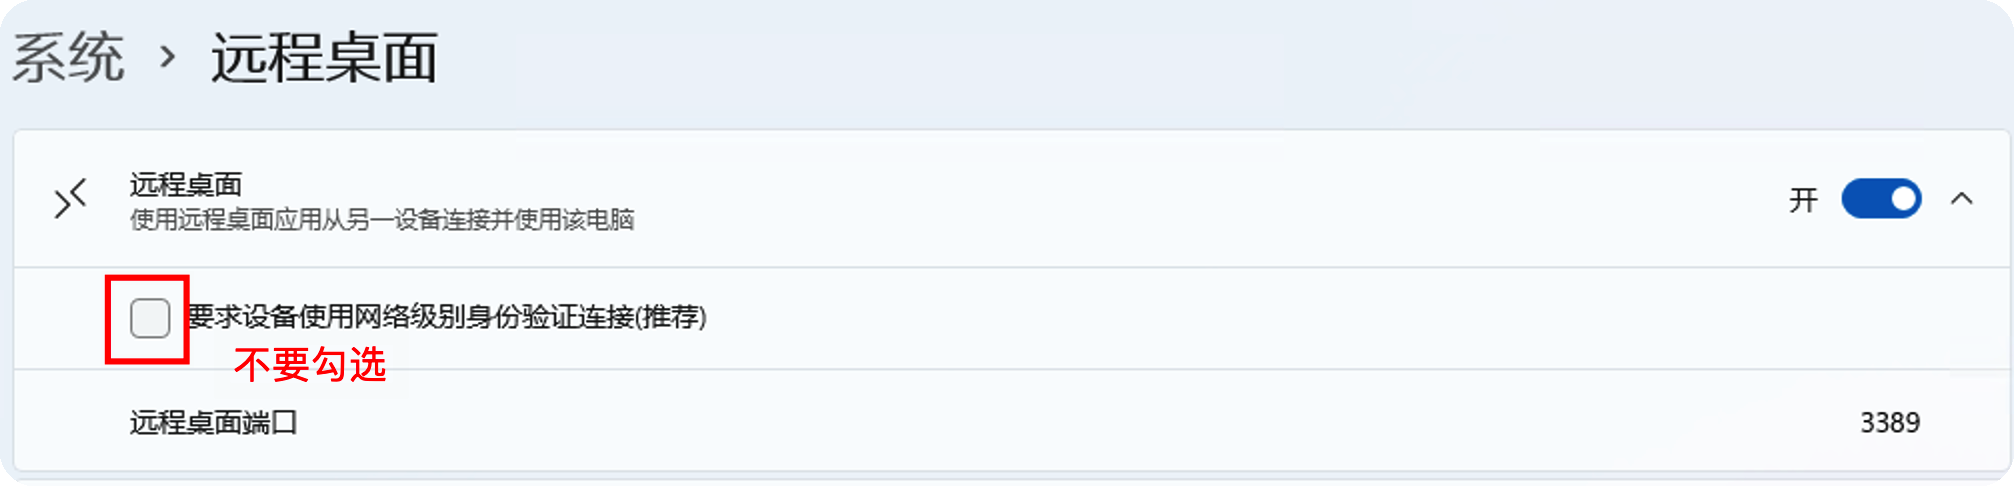 系统 › 远程桌面
远程桌面
使用远程桌面应用从另一设备连接并使用该电脑
开
要求设备使用网络级别身份验证连接(推荐)
不要勾选
远程桌面端口
3389